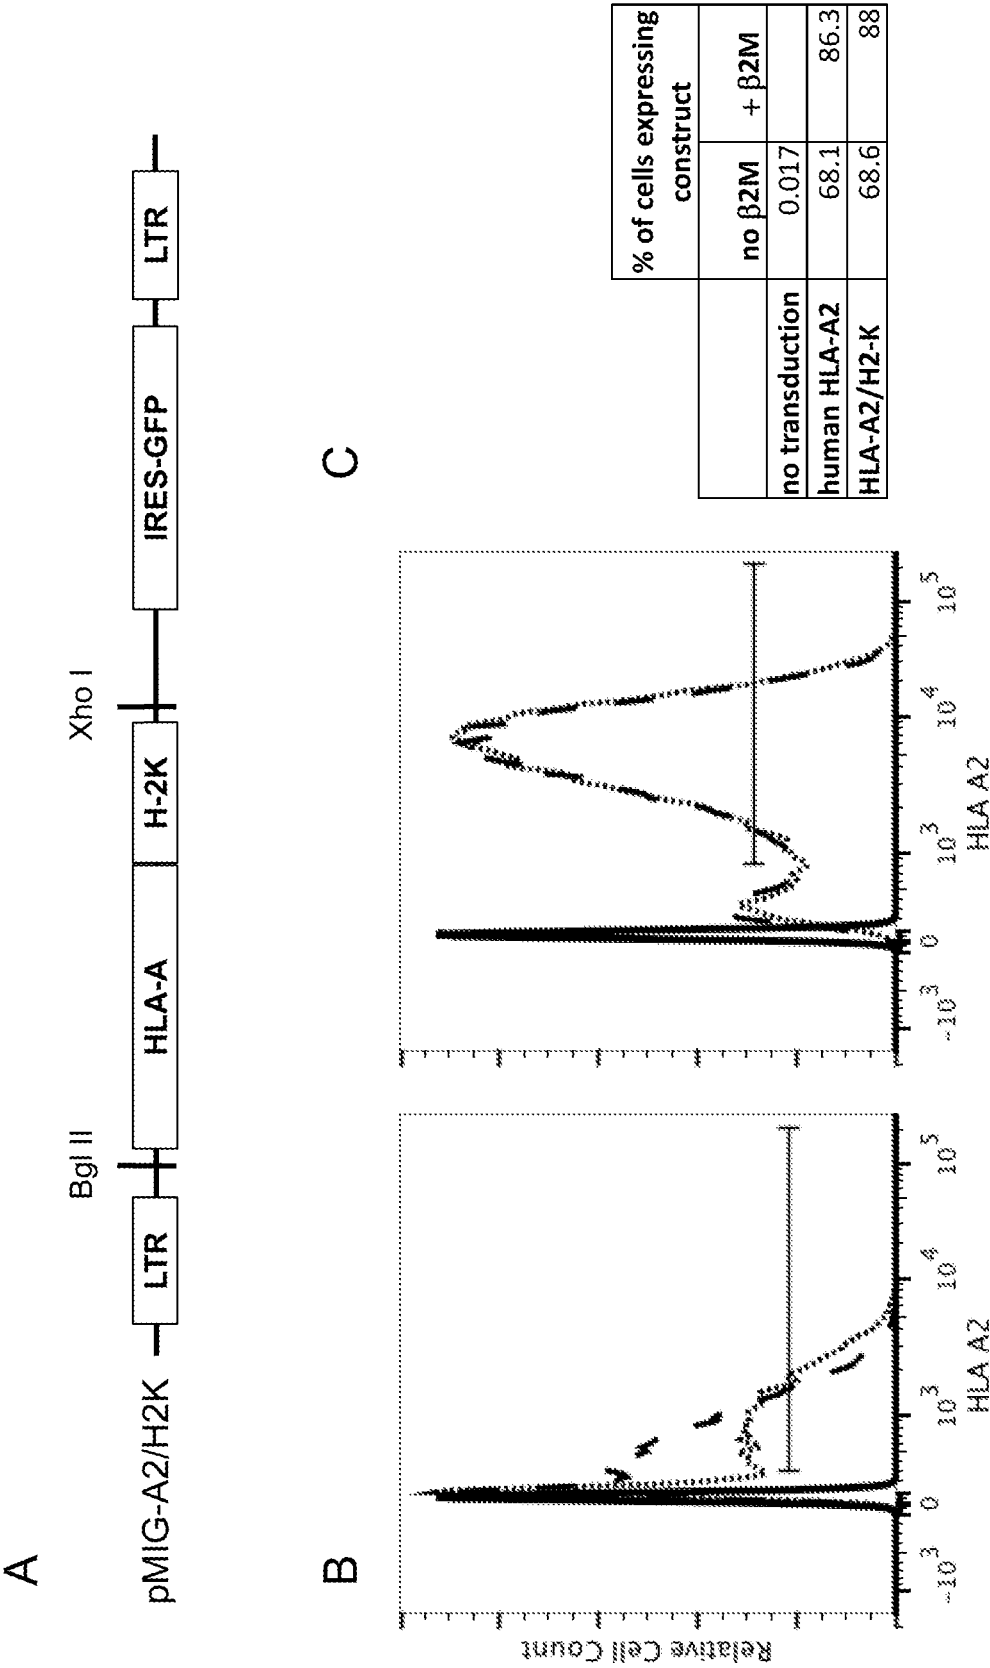 A
Bgl II
Xho I
pMIG-A2/H2K
LTR
HLA-A
H-2K
IRES-GFP
LTR
B
Relative Cell Count
-10³ 0 10³ 10⁴ 10⁵
HLA A2
-10³ 0 10³ 10⁴ 10⁵
HLA A2
C
% of cells expressing
construct
no β2M + β2M
no transduction 0.017
human HLA-A2 68.1 86.3
HLA-A2/H2-K 68.6 88